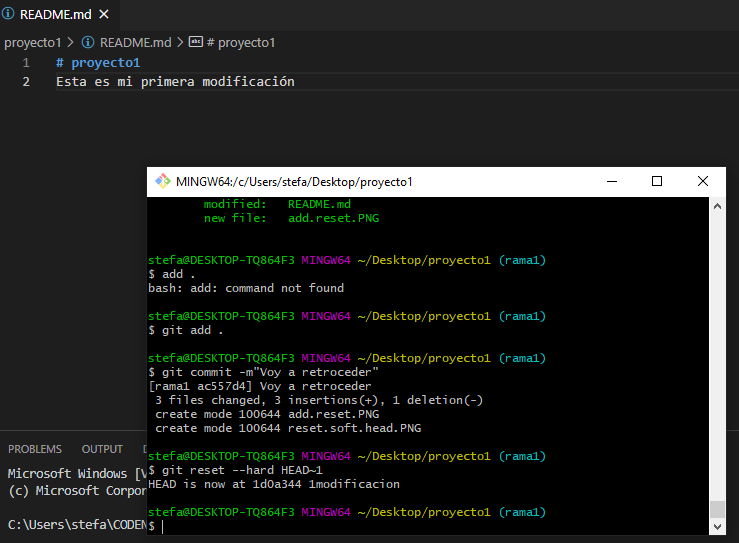 README.md
proyecto1 > README.md > # proyecto1
1 # proyecto1
2 Esta es mi primera modificación
MINGW64:/c/Users/stefa/Desktop/proyecto1
modified: README.md
new file: add.reset.PNG
stefa@DESKTOP-TQ864F3 MINGW64 ~/Desktop/proyecto1 (rama1)
$ add .
bash: add: command not found
stefa@DESKTOP-TQ864F3 MINGW64 ~/Desktop/proyecto1 (rama1)
$ git add .
stefa@DESKTOP-TQ864F3 MINGW64 ~/Desktop/proyecto1 (rama1)
$ git commit -m"Voy a retroceder"
[rama1 ac557d4] Voy a retroceder
3 files changed, 3 insertions(+), 1 deletion(-)
create mode 100644 add.reset.PNG
create mode 100644 reset.soft.head.PNG
stefa@DESKTOP-TQ864F3 MINGW64 ~/Desktop/proyecto1 (rama1)
$ git reset --hard HEAD~1
HEAD is now at 1d0a344 1modificacion
stefa@DESKTOP-TQ864F3 MINGW64 ~/Desktop/proyecto1 (rama1)
$
PROBLEMS OUTPUT
Microsoft Windows [V
(c) Microsoft Corpor
C:\Users\stefa\CODEN